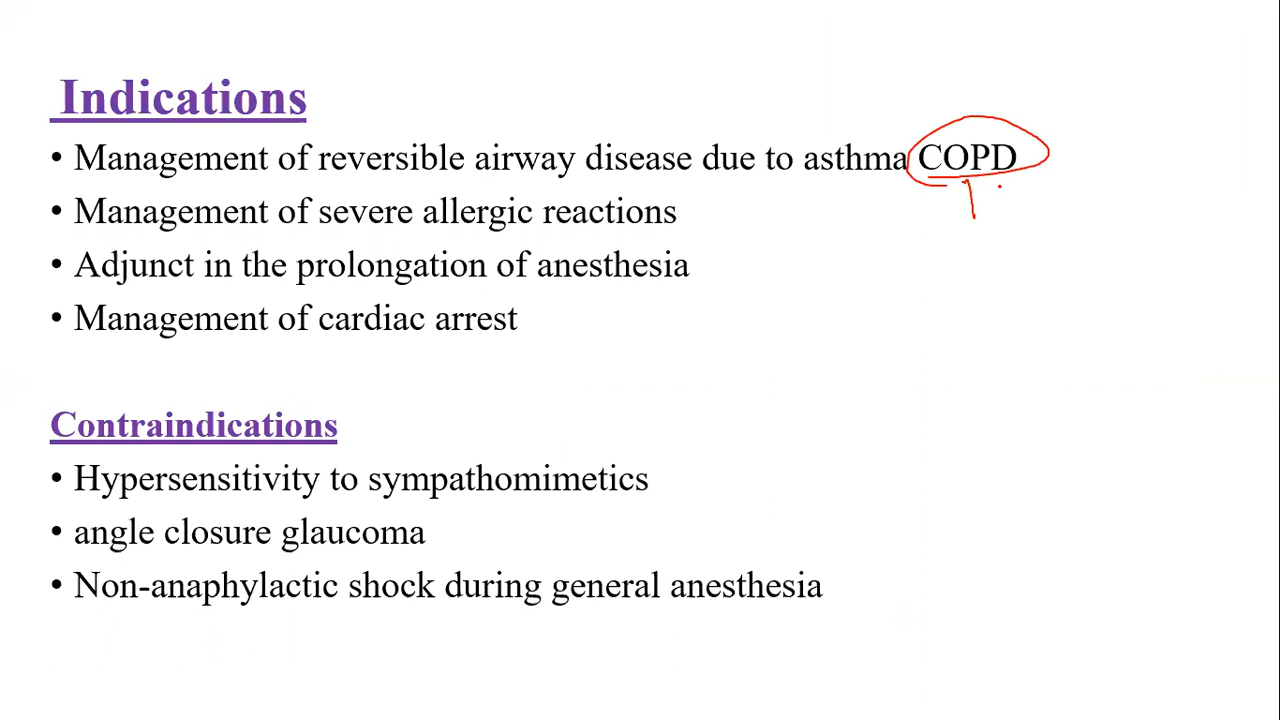 Indications
• Management of reversible airway disease due to asthma COPD
• Management of severe allergic reactions
• Adjunct in the prolongation of anesthesia
• Management of cardiac arrest
Contraindications
• Hypersensitivity to sympathomimetics
• angle closure glaucoma
• Non-anaphylactic shock during general anesthesia